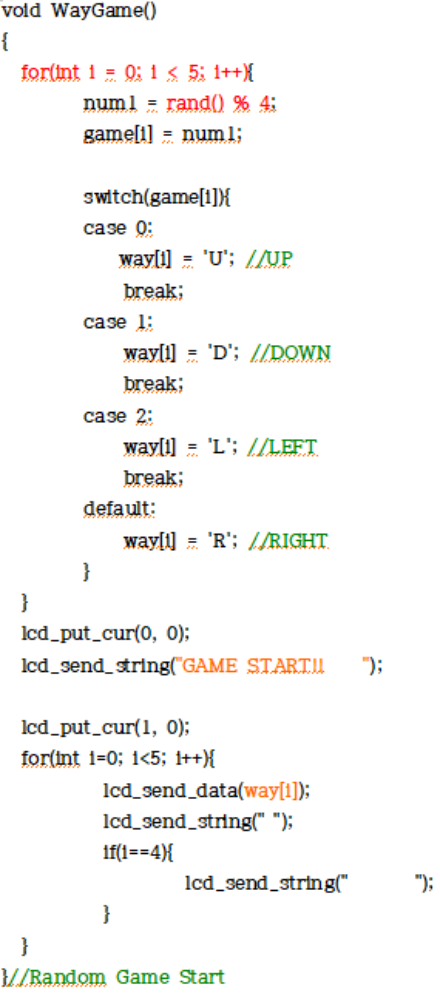 void WayGame()
{
for(int i = 0; i < 5; i++){
num1 = rand() % 4;
game[i] = num1;
switch(game[i]){
case 0:
way[i] = 'U'; //UP
break;
case 1:
way[i] = 'D'; //DOWN
break;
case 2:
way[i] = 'L'; //LEFT
break;
default:
way[i] = 'R'; //RIGHT
}
}
lcd_put_cur(0, 0);
lcd_send_string("GAME START!!    ");
lcd_put_cur(1, 0);
for(int i=0; i<5; i++){
lcd_send_data(way[i]);
lcd_send_string(" ");
if(i==4){
lcd_send_string("       ");
}
}
}//Random Game Start